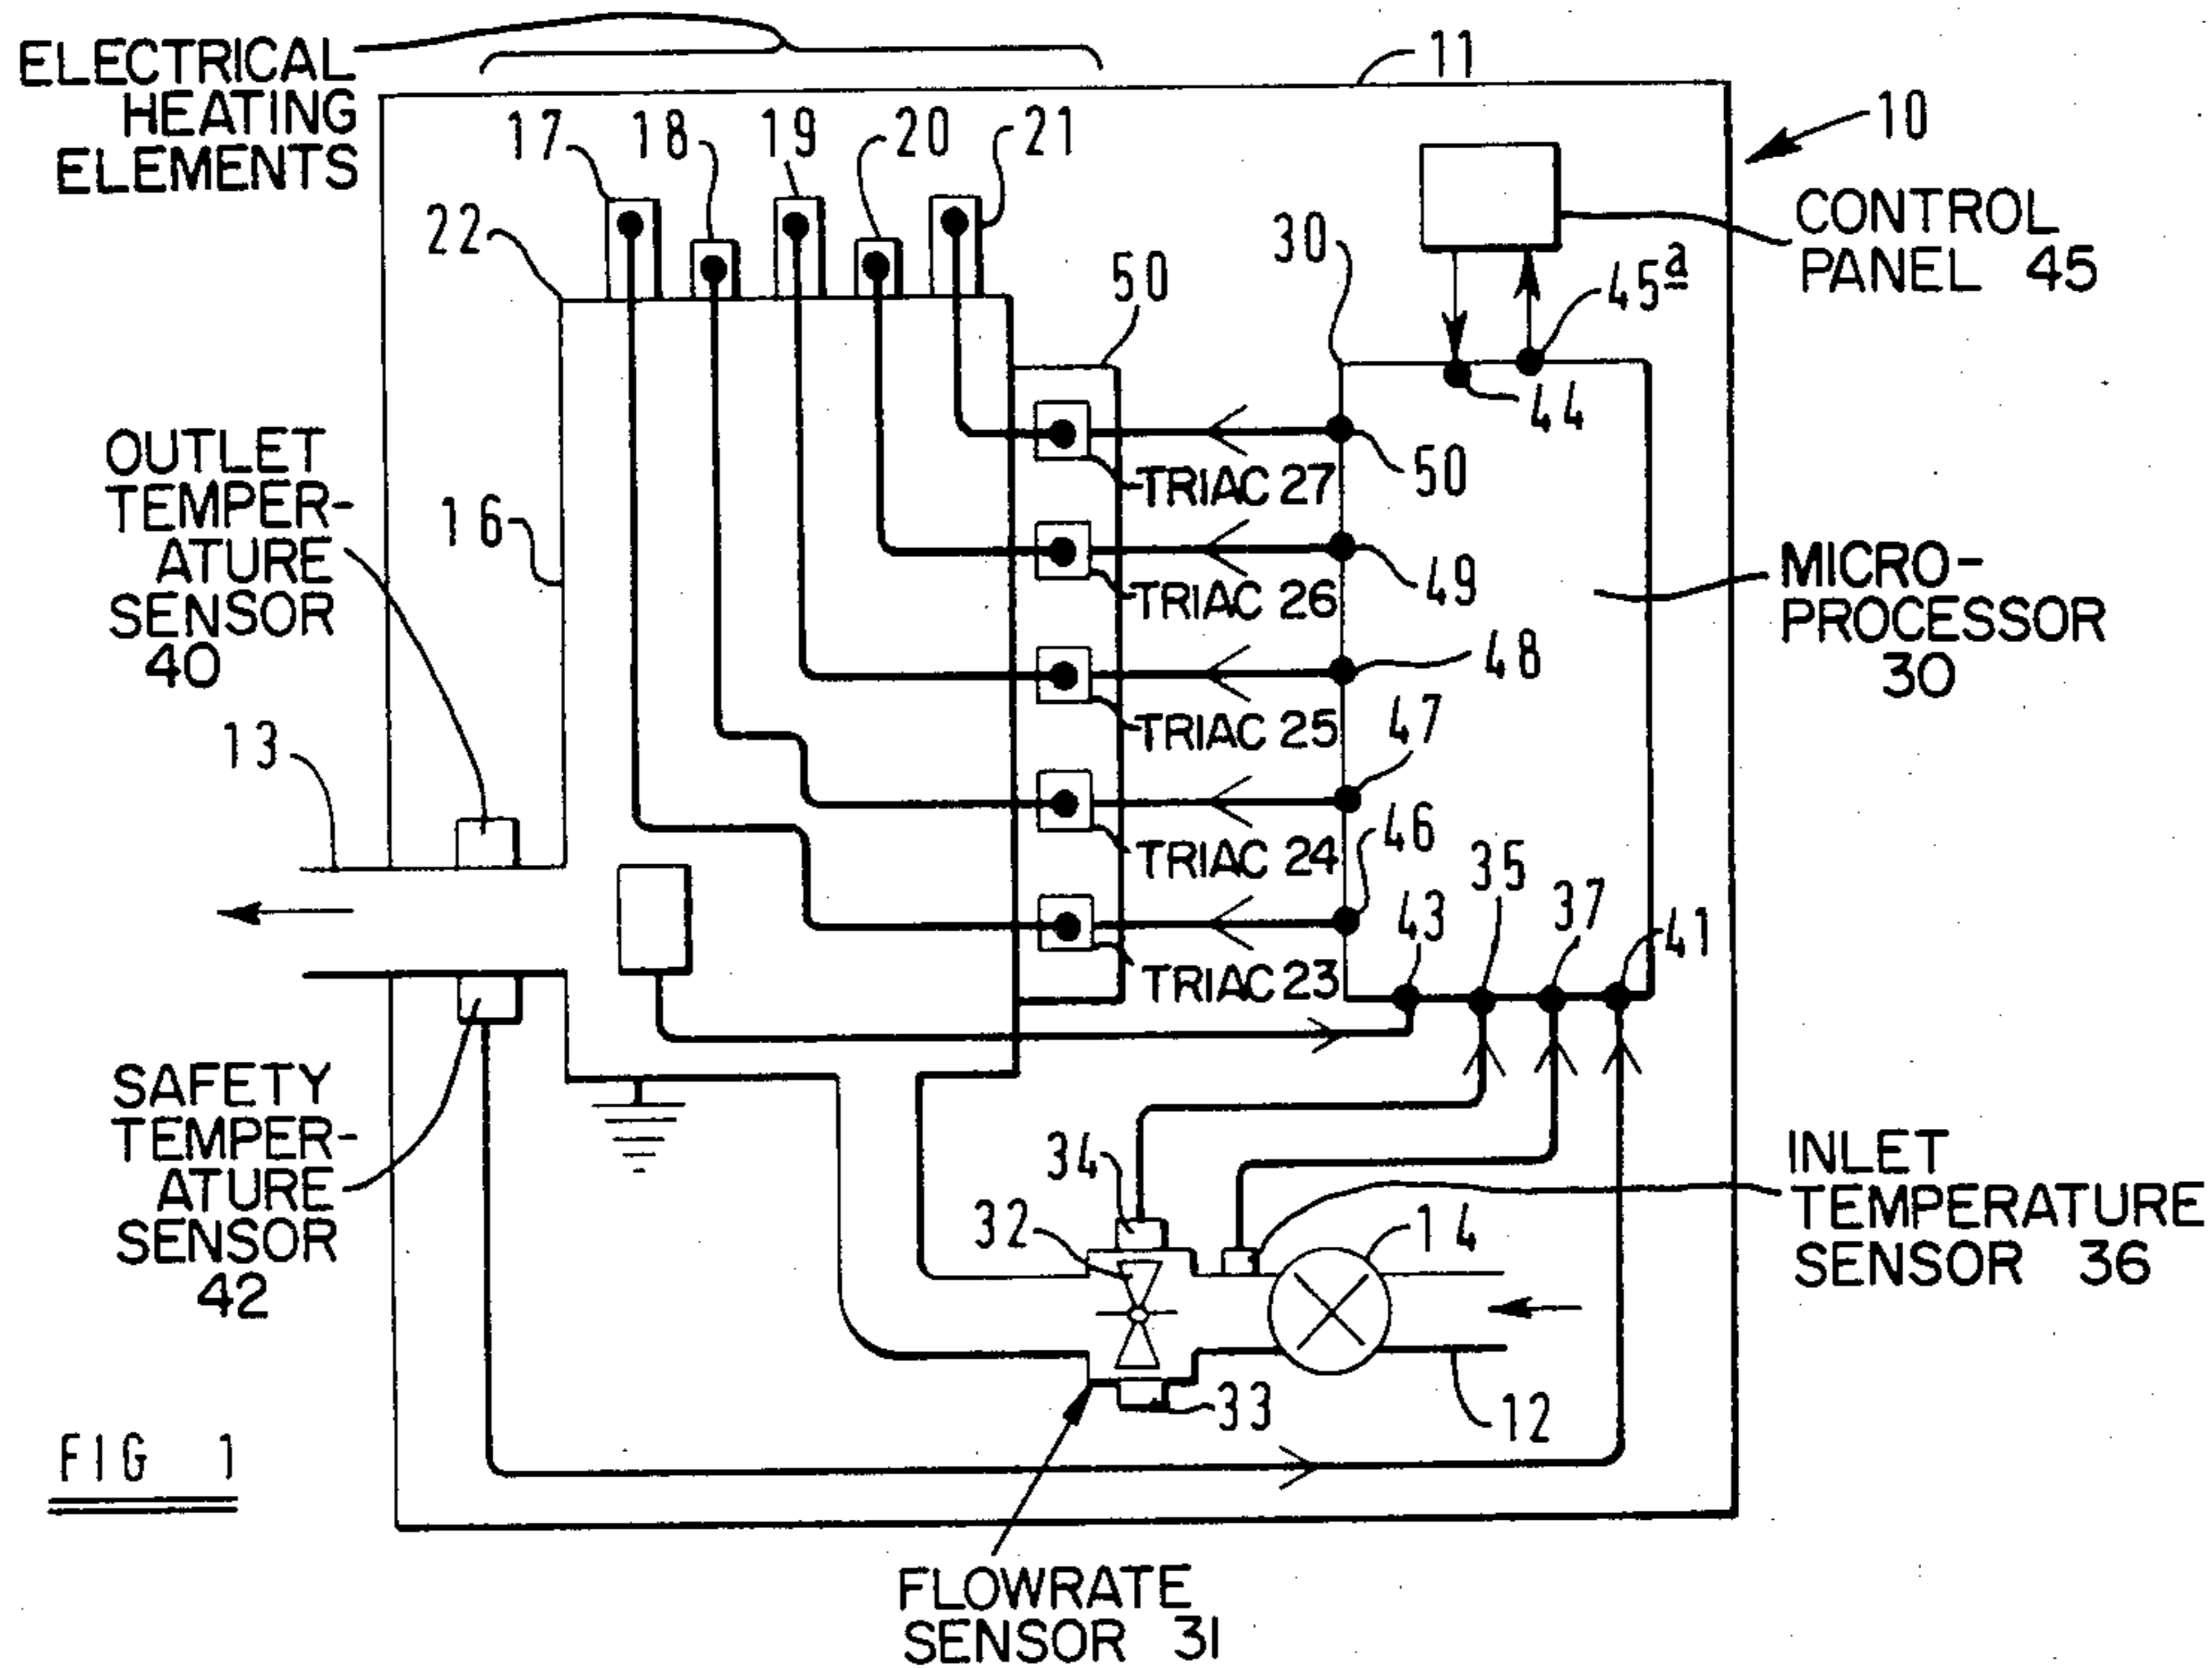 ELECTRICAL
HEATING
ELEMENTS
11
10
17
18
19
20
21
22
30
50
CONTROL
PANEL 45
45a
44
OUTLET
TEMPER-
ATURE
SENSOR
40
16
TRIAC 27
50
TRIAC 26
49
MICRO-
PROCESSOR
30
48
TRIAC 25
47
13
46
TRIAC 24
43
35
37
41
TRIAC 23
SAFETY
TEMPER-
ATURE
SENSOR
42
34
32
14
INLET
TEMPERATURE
SENSOR 36
33
12
FIG 1
FLOWRATE
SENSOR 31